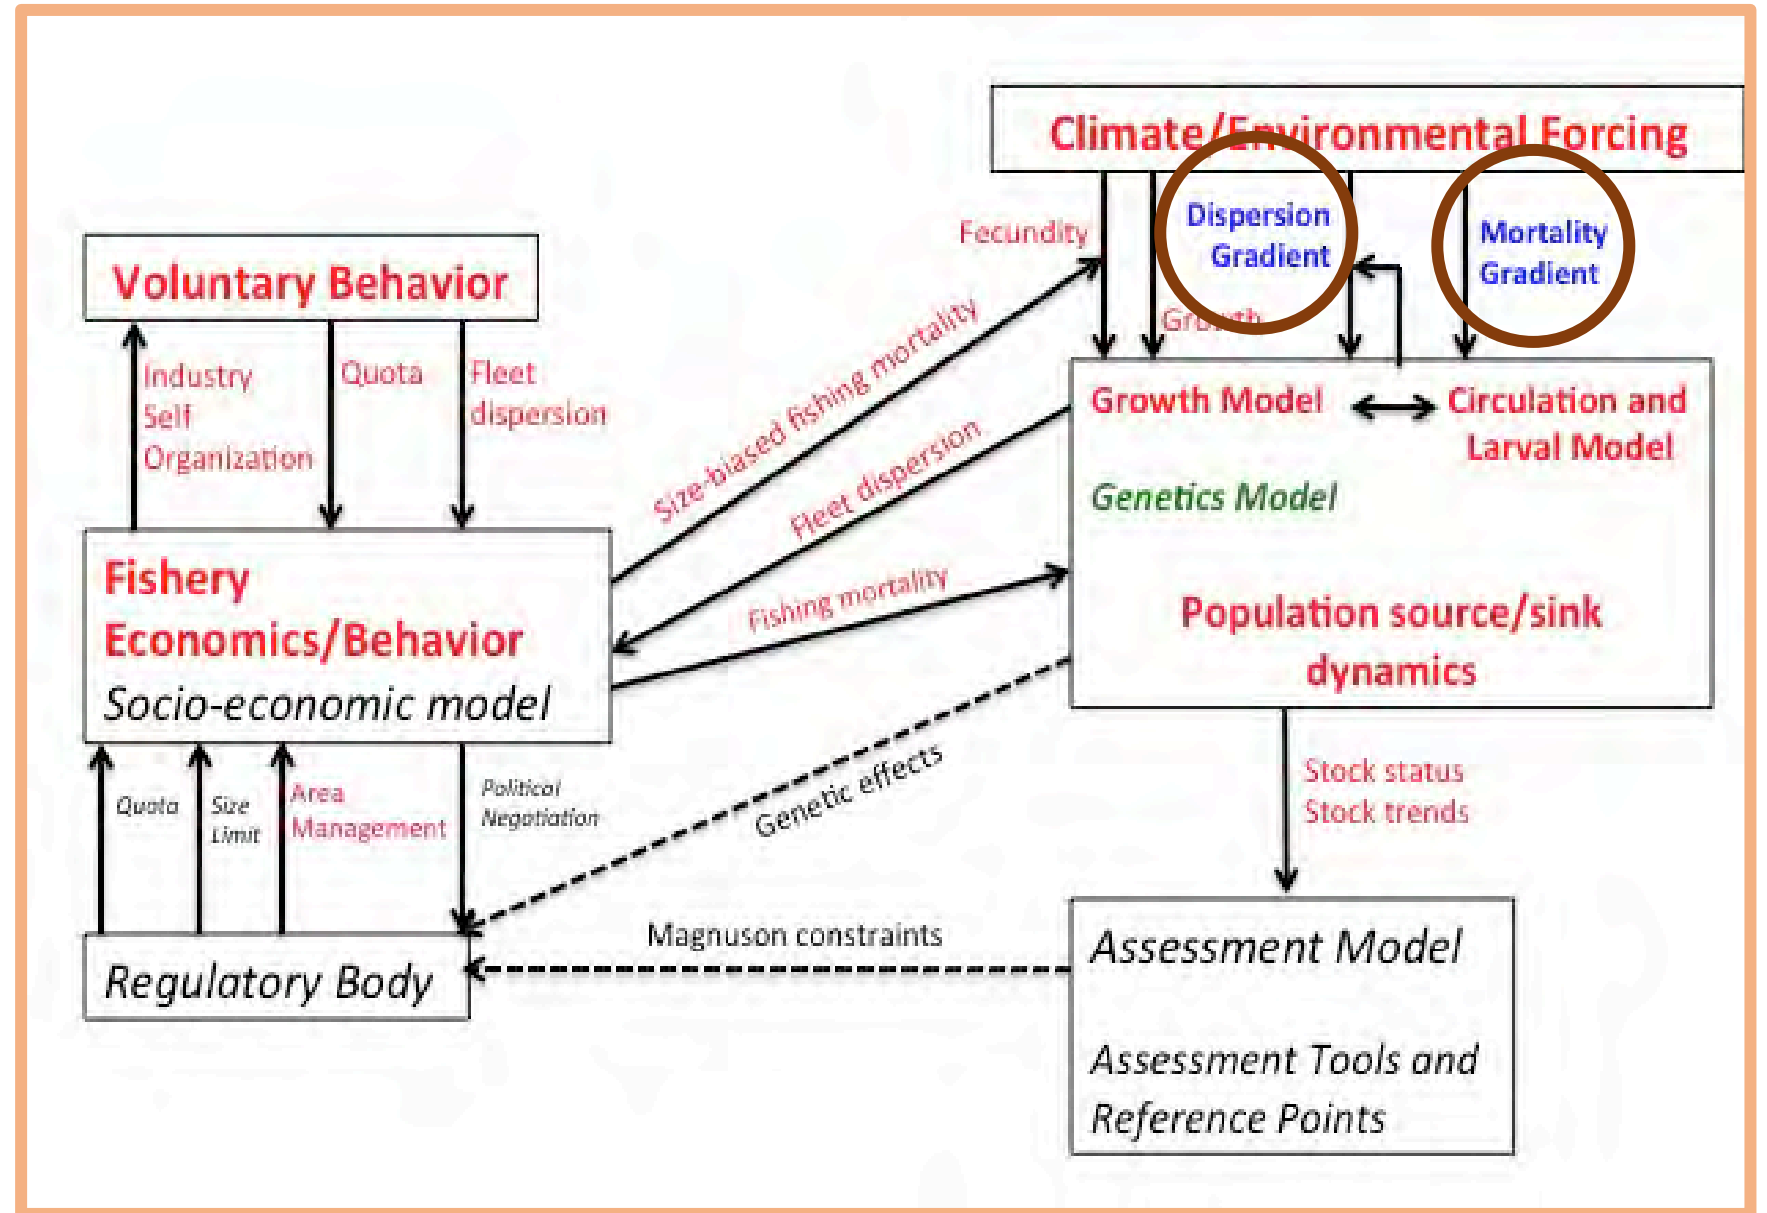 Climate/Environmental Forcing
Fecundity
Dispersion
Gradient
Mortality
Gradient
Growth
Voluntary Behavior
Industry
Self
Organization
Quota
Fleet
dispersion
Size-biased fishing mortality
Fleet dispersion
Fishing mortality
Growth Model
Circulation and
Larval Model
Genetics Model
Population source/sink
dynamics
Fishery
Economics/Behavior
Socio-economic model
Quota
Size
Limit
Area
Management
Political
Negotiation
Genetic effects
Stock status
Stock trends
Magnuson constraints
Regulatory Body
Assessment Model
Assessment Tools and
Reference Points